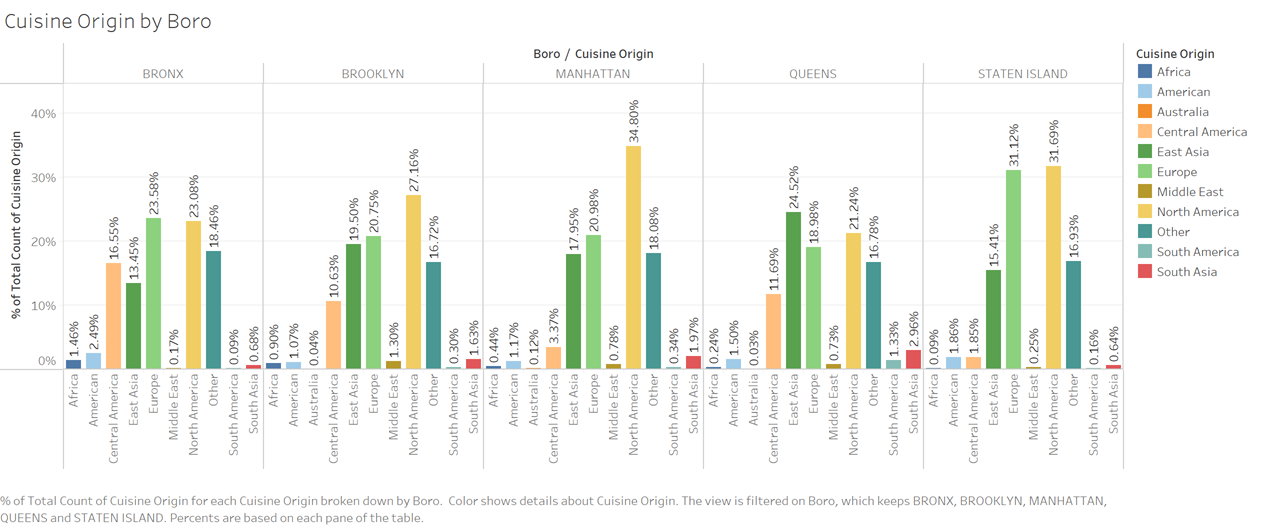 Cuisine Origin by Boro
Boro / Cuisine Origin
BRONX
BROOKLYN
MANHATTAN
QUEENS
STATEN ISLAND
% of Total Count of Cuisine Origin
40%
30%
20%
10%
0%
1.46%
2.49%
16.55%
13.45%
23.58%
0.17%
23.08%
18.46%
0.09%
0.68%
0.90%
1.07%
0.04%
10.63%
19.50%
20.75%
1.30%
27.16%
16.72%
0.30%
1.63%
0.44%
1.17%
0.12%
3.37%
17.95%
20.98%
0.78%
34.80%
18.08%
0.34%
1.97%
0.24%
1.50%
0.03%
11.69%
24.52%
18.98%
0.73%
21.24%
16.78%
1.33%
2.96%
0.09%
1.86%
1.85%
15.41%
31.12%
0.25%
31.69%
16.93%
0.16%
0.64%
Africa
American
Central America
East Asia
Europe
Middle East
North America
Other
South America
South Asia
Africa
American
Australia
Central America
East Asia
Europe
Middle East
North America
Other
South America
South Asia
Africa
American
Australia
Central America
East Asia
Europe
Middle East
North America
Other
South America
South Asia
Africa
American
Australia
Central America
East Asia
Europe
Middle East
North America
Other
South America
South Asia
Africa
American
Central America
East Asia
Europe
Middle East
North America
Other
South America
South Asia
Cuisine Origin
Africa
American
Australia
Central America
East Asia
Europe
Middle East
North America
Other
South America
South Asia
% of Total Count of Cuisine Origin for each Cuisine Origin broken down by Boro. Color shows details about Cuisine Origin. The view is filtered on Boro, which keeps BRONX, BROOKLYN, MANHATTAN,
QUEENS and STATEN ISLAND. Percents are based on each pane of the table.